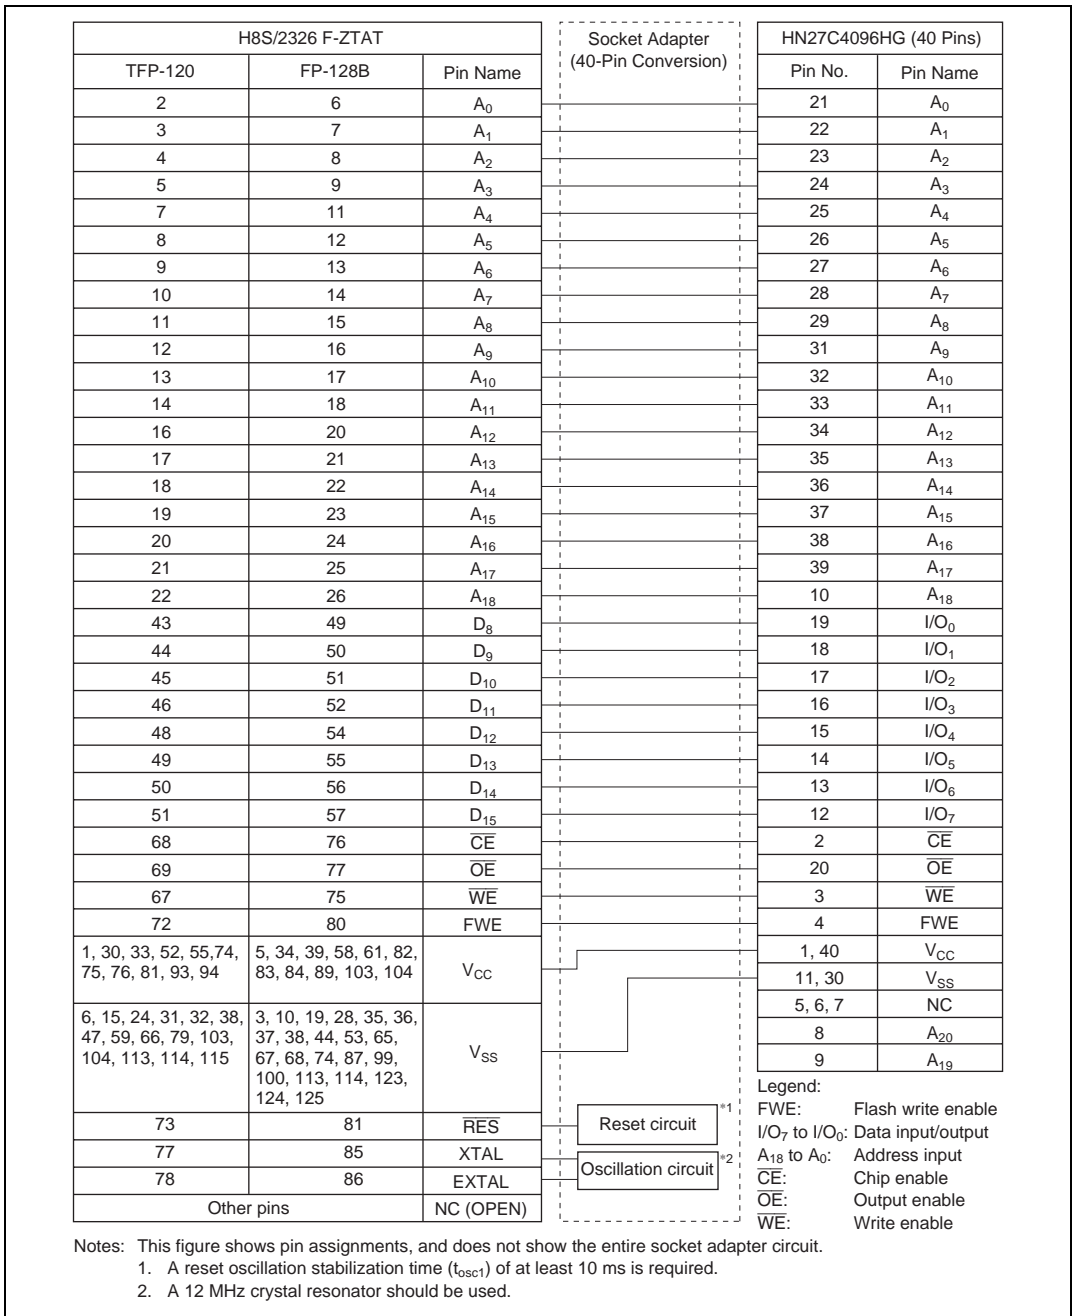 H8S/2326 F-ZTAT Socket Adapter (40-Pin Conversion) HN27C4096HG (40 Pins)
TFP-120 FP-128B Pin Name Pin No. Pin Name
2 6 A0 21 A0
3 7 A1 22 A1
4 8 A2 23 A2
5 9 A3 24 A3
7 11 A4 25 A4
8 12 A5 26 A5
9 13 A6 27 A6
10 14 A7 28 A7
11 15 A8 29 A8
12 16 A9 31 A9
13 17 A10 32 A10
14 18 A11 33 A11
16 20 A12 34 A12
17 21 A13 35 A13
18 22 A14 36 A14
19 23 A15 37 A15
20 24 A16 38 A16
21 25 A17 39 A17
22 26 A18 10 A18
43 49 D8 19 I/O0
44 50 D9 18 I/O1
45 51 D10 17 I/O2
46 52 D11 16 I/O3
48 54 D12 15 I/O4
49 55 D13 14 I/O5
50 56 D14 13 I/O6
51 57 D15 12 I/O7
68 76 C̅E̅ 2 C̅E̅
69 77 O̅E̅ 20 O̅E̅
67 75 W̅E̅ 3 W̅E̅
72 80 FWE 4 FWE
1, 30, 33, 52, 55,74,
75, 76, 81, 93, 94
5, 34, 39, 58, 61, 82,
83, 84, 89, 103, 104
VCC
6, 15, 24, 31, 32, 38,
47, 59, 66, 79, 103,
104, 113, 114, 115
3, 10, 19, 28, 35, 36,
37, 38, 44, 53, 65,
67, 68, 74, 87, 99,
100, 113, 114, 123,
124, 125
VSS
1, 40 VCC
11, 30 VSS
5, 6, 7 NC
8 A20
9 A19
73 81 R̅E̅S̅ Reset circuit *1
77 85 XTAL Oscillation circuit *2
78 86 EXTAL
Other pins NC (OPEN)
Legend:
FWE: Flash write enable
I/O7 to I/O0: Data input/output
A18 to A0: Address input
C̅E̅: Chip enable
O̅E̅: Output enable
W̅E̅: Write enable
Notes: This figure shows pin assignments, and does not show the entire socket adapter circuit.
1. A reset oscillation stabilization time (tosc1) of at least 10 ms is required.
2. A 12 MHz crystal resonator should be used.